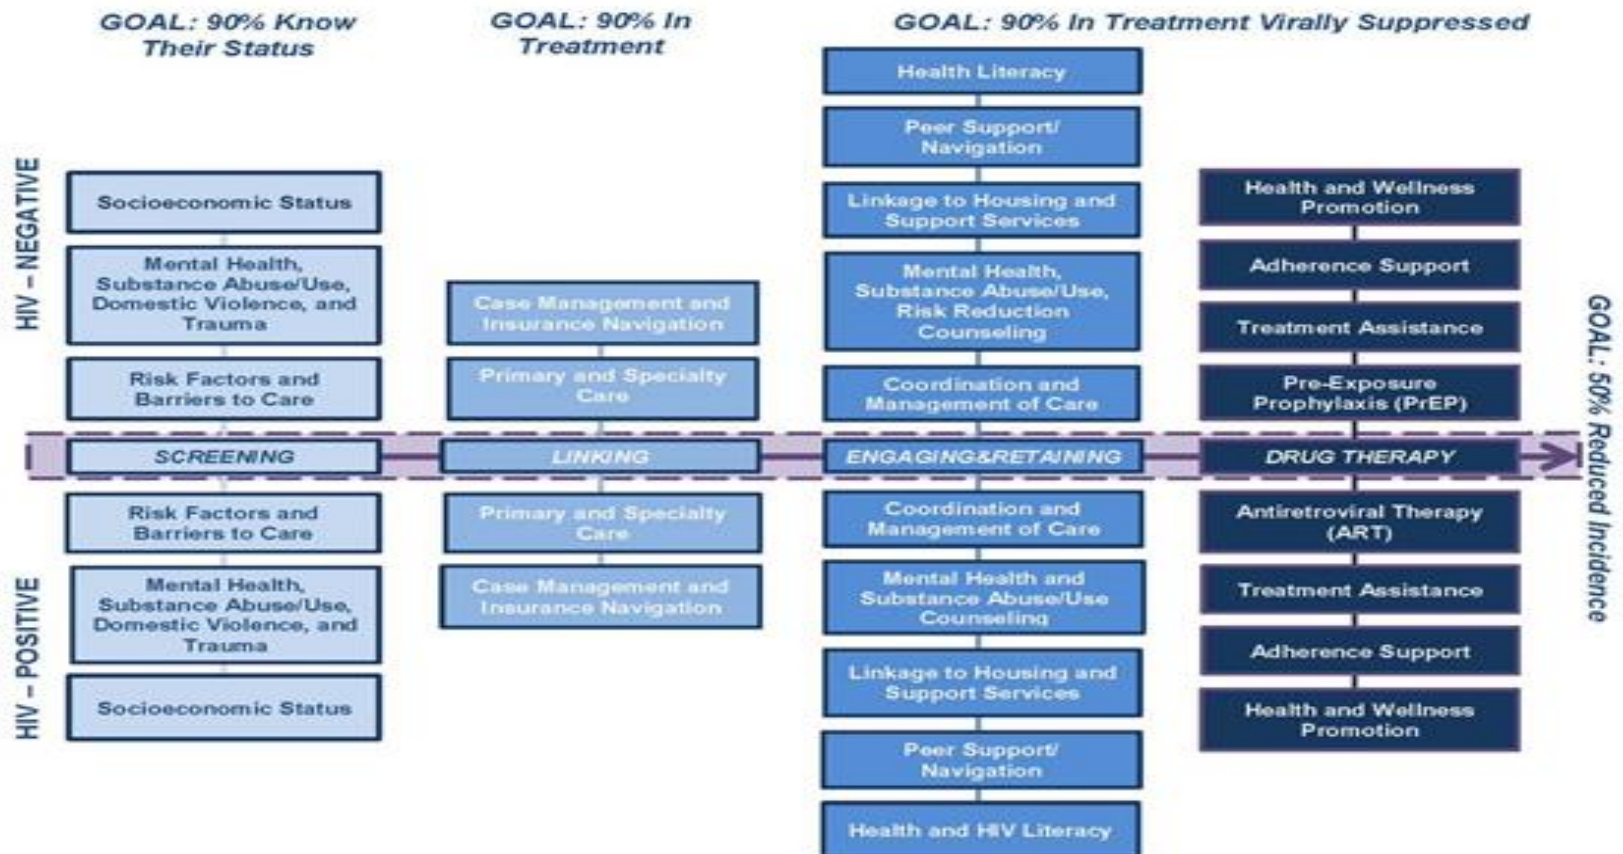 GOAL: 90% Know
Their Status
GOAL: 90% In
Treatment
GOAL: 90% In Treatment Virally Suppressed
HIV – NEGATIVE
Socioeconomic Status
Mental Health,
Substance Abuse/Use,
Domestic Violence, and
Trauma
Risk Factors and
Barriers to Care
Case Management and
Insurance Navigation
Primary and Specialty
Care
Health Literacy
Peer Support/
Navigation
Linkage to Housing and
Support Services
Mental Health,
Substance Abuse/Use,
Risk Reduction
Counseling
Coordination and
Management of Care
Health and Wellness
Promotion
Adherence Support
Treatment Assistance
Pre-Exposure
Prophylaxis (PrEP)
SCREENING
LINKING
ENGAGING&RETAINING
DRUG THERAPY
GOAL: 50% Reduced Incidence
HIV – POSITIVE
Risk Factors and
Barriers to Care
Mental Health,
Substance Abuse/Use,
Domestic Violence, and
Trauma
Socioeconomic Status
Primary and Specialty
Care
Case Management and
Insurance Navigation
Coordination and
Management of Care
Mental Health and
Substance Abuse/Use
Counseling
Linkage to Housing and
Support Services
Peer Support/
Navigation
Health and HIV Literacy
Antiretroviral Therapy
(ART)
Treatment Assistance
Adherence Support
Health and Wellness
Promotion